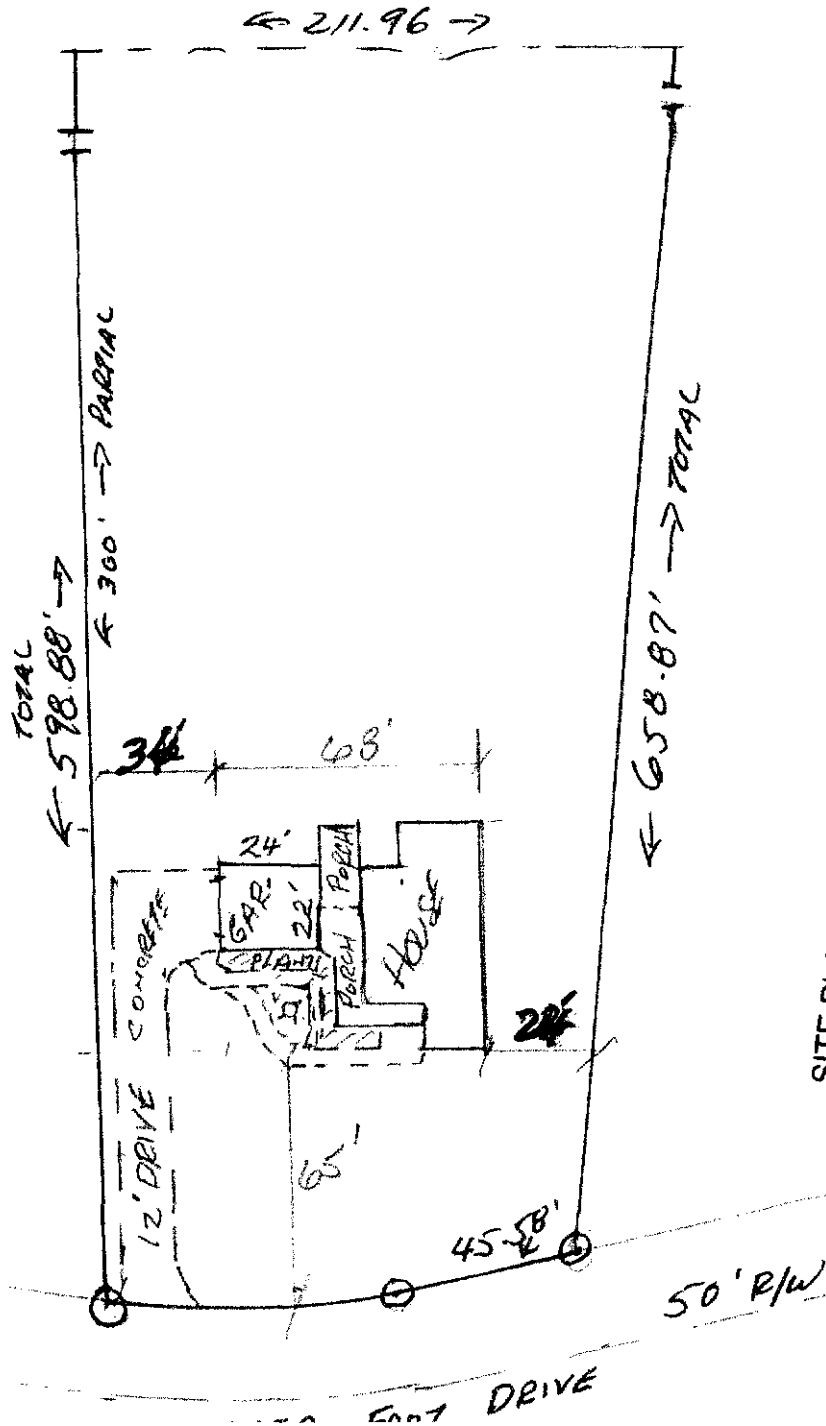 ← 211.96 →
← 300' → PARTIAL
TOTAL
← 598.88' →
← 658.87' → TOTAL
34'
68'
24'
GAR.
22'
PORCH
PORCH
HOUSE
PLANT
12' DRIVE CONCRETE
65'
45.58'
50' R/W
DRIVE